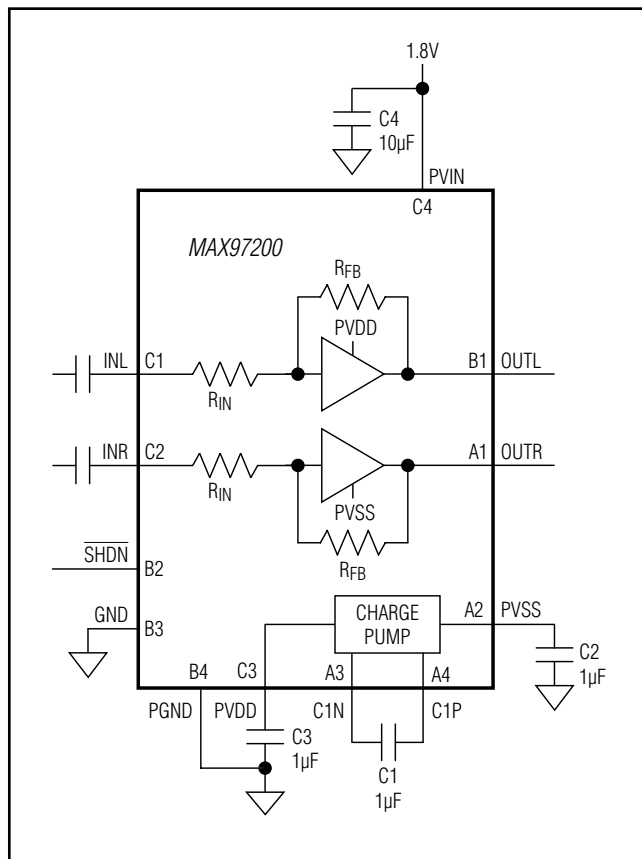 1.8V
C4
10µF
PVIN
C4
MAX97200
RFB
PVDD
INL
C1
RIN
B1
OUTL
INR
C2
RIN
A1
OUTR
PVSS
RFB
SHDN
B2
GND
B3
CHARGE
PUMP
A2
PVSS
C2
1µF
B4
C3
A3
A4
PGND
PVDD
C1N
C1P
C3
1µF
C1
1µF